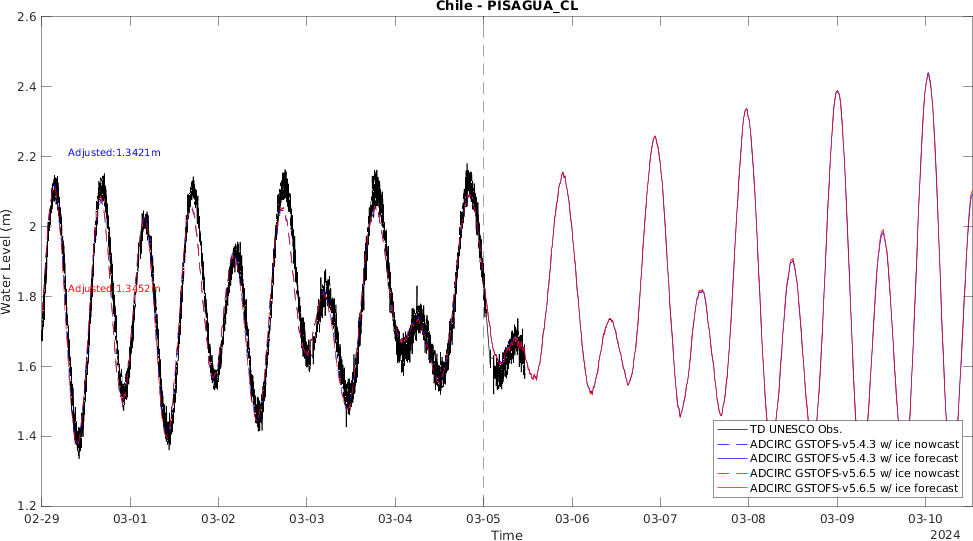 Chile - PISAGUA_CL
2.6
2.4
2.2
2
1.8
1.6
1.4
1.2
Water Level (m)
Adjusted:1.3421m
Adjusted:1.3452m
TD UNESCO Obs.
ADCIRC GSTOFS-v5.4.3 w/ ice nowcast
ADCIRC GSTOFS-v5.4.3 w/ ice forecast
ADCIRC GSTOFS-v5.6.5 w/ ice nowcast
ADCIRC GSTOFS-v5.6.5 w/ ice forecast
02-29 03-01 03-02 03-03 03-04 03-05 03-06 03-07 03-08 03-09 03-10
Time
2024